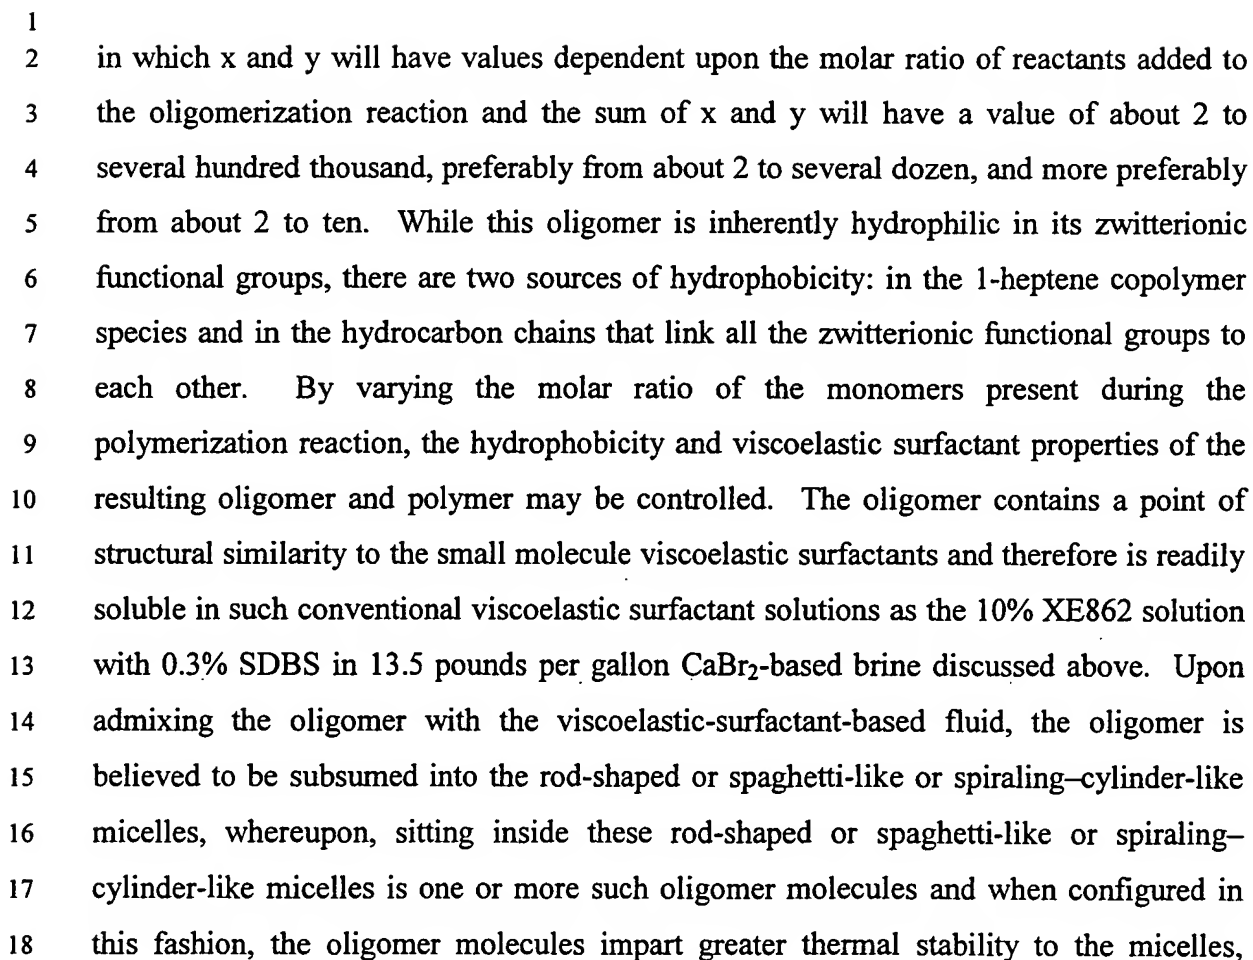 1
2 in which x and y will have values dependent upon the molar ratio of reactants added to
3 the oligomerization reaction and the sum of x and y will have a value of about 2 to
4 several hundred thousand, preferably from about 2 to several dozen, and more preferably
5 from about 2 to ten. While this oligomer is inherently hydrophilic in its zwitterionic
6 functional groups, there are two sources of hydrophobicity: in the 1-heptene copolymer
7 species and in the hydrocarbon chains that link all the zwitterionic functional groups to
8 each other. By varying the molar ratio of the monomers present during the
9 polymerization reaction, the hydrophobicity and viscoelastic surfactant properties of the
10 resulting oligomer and polymer may be controlled. The oligomer contains a point of
11 structural similarity to the small molecule viscoelastic surfactants and therefore is readily
12 soluble in such conventional viscoelastic surfactant solutions as the 10% XE862 solution
13 with 0.3% SDBS in 13.5 pounds per gallon CaBr₂-based brine discussed above. Upon
14 admixing the oligomer with the viscoelastic-surfactant-based fluid, the oligomer is
15 believed to be subsumed into the rod-shaped or spaghetti-like or spiraling–cylinder-like
16 micelles, whereupon, sitting inside these rod-shaped or spaghetti-like or spiraling–
17 cylinder-like micelles is one or more such oligomer molecules and when configured in
18 this fashion, the oligomer molecules impart greater thermal stability to the micelles,